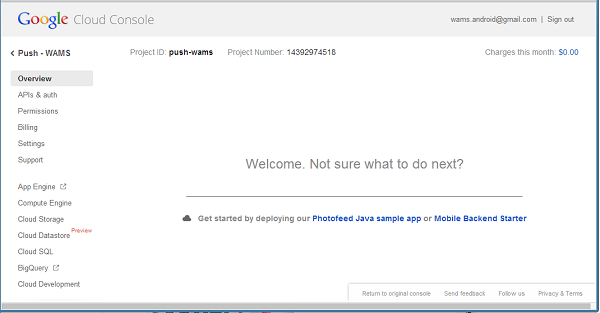 Google Cloud Console
wams.android@gmail.com | Sign out
Push - WAMS
Project ID: push-wams Project Number: 14392974518 Charges this month: $0.00
Overview
APIs & auth
Permissions
Billing
Settings
Support
App Engine
Compute Engine
Cloud Storage
Cloud Datastore Preview
Cloud SQL
BigQuery
Cloud Development
Welcome. Not sure what to do next?
Get started by deploying our Photofeed Java sample app or Mobile Backend Starter
Return to original console Send feedback Follow us Privacy & Terms